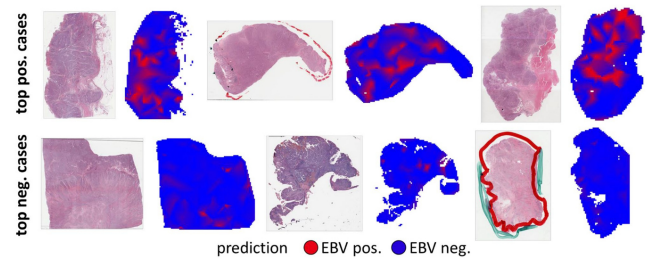 top pos. cases
top neg. cases
prediction EBV pos. EBV neg.